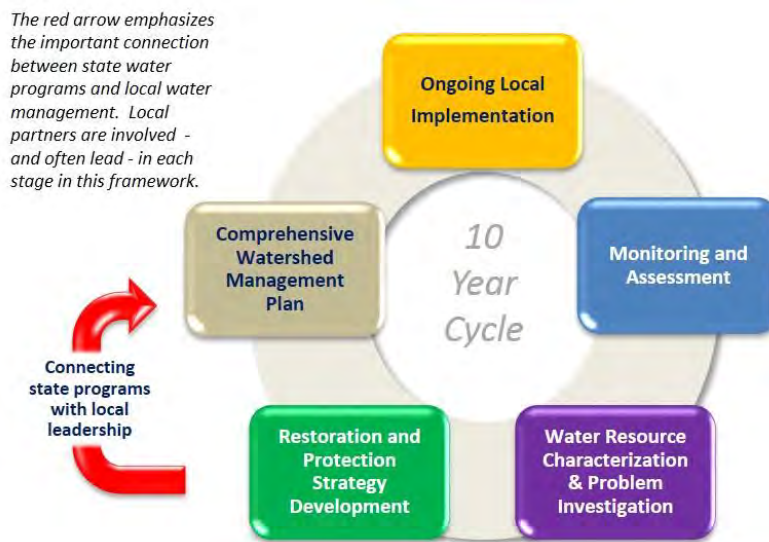 The red arrow emphasizes
the important connection
between state water
programs and local water
management.  Local
partners are involved  -
and often lead - in each
stage in this framework.
Ongoing Local
Implementation
Monitoring and
Assessment
Water Resource
Characterization
& Problem
Investigation
Restoration and
Protection
Strategy
Development
Comprehensive
Watershed
Management
Plan
10
Year
Cycle
Connecting
state programs
with local
leadership